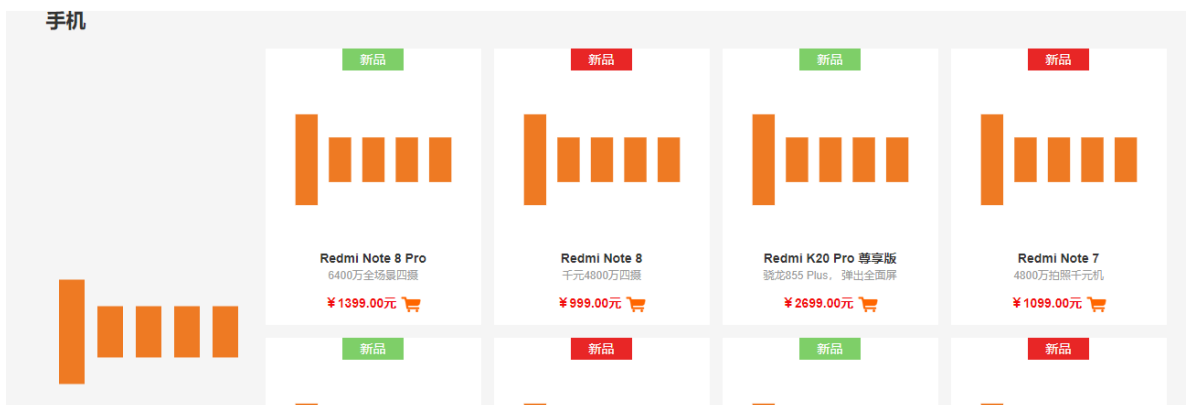 手机
新品
新品
新品
新品
Redmi Note 8 Pro
6400万全场景四摄
¥1399.00元
Redmi Note 8
千元4800万四摄
¥999.00元
Redmi K20 Pro 尊享版
骁龙855 Plus， 弹出全面屏
¥2699.00元
Redmi Note 7
4800万拍照千元机
¥1099.00元
新品
新品
新品
新品